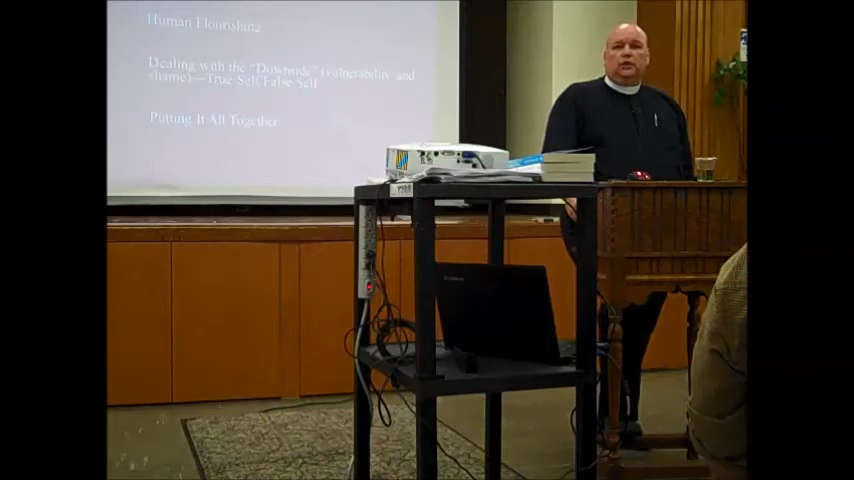 Human Flourishing
Dealing with the "Downside" (vulnerability and
shame)—True Self/False Self
Putting It All Together